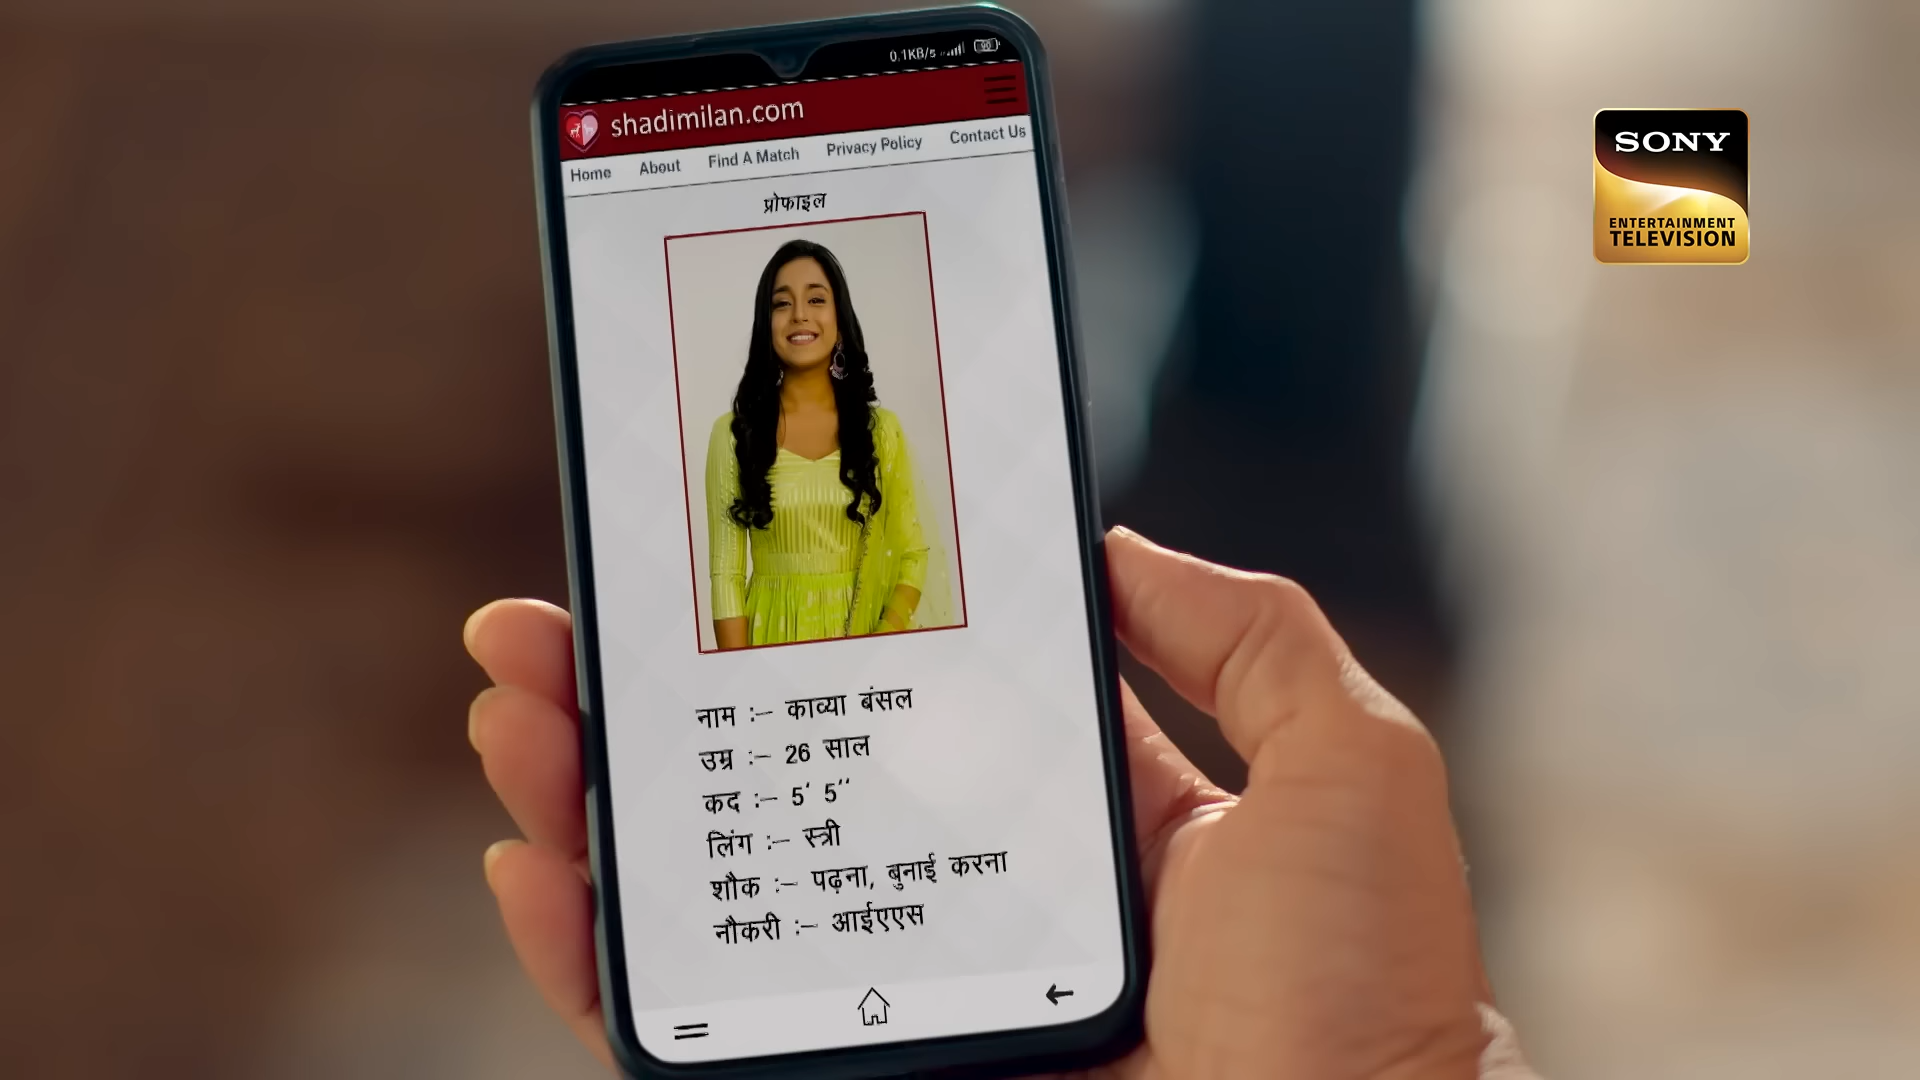 0.1KB/s 90
shadimilan.com
Home About Find A Match Privacy Policy Contact Us
प्रोफाइल
नाम :– काव्या बंसल
उम्र :– 26 साल
कद :– 5' 5''
लिंग :– स्त्री
शौक :– पढ़ना, बुनाई करना
नौकरी :– आईएएस
SONY
ENTERTAINMENT
TELEVISION